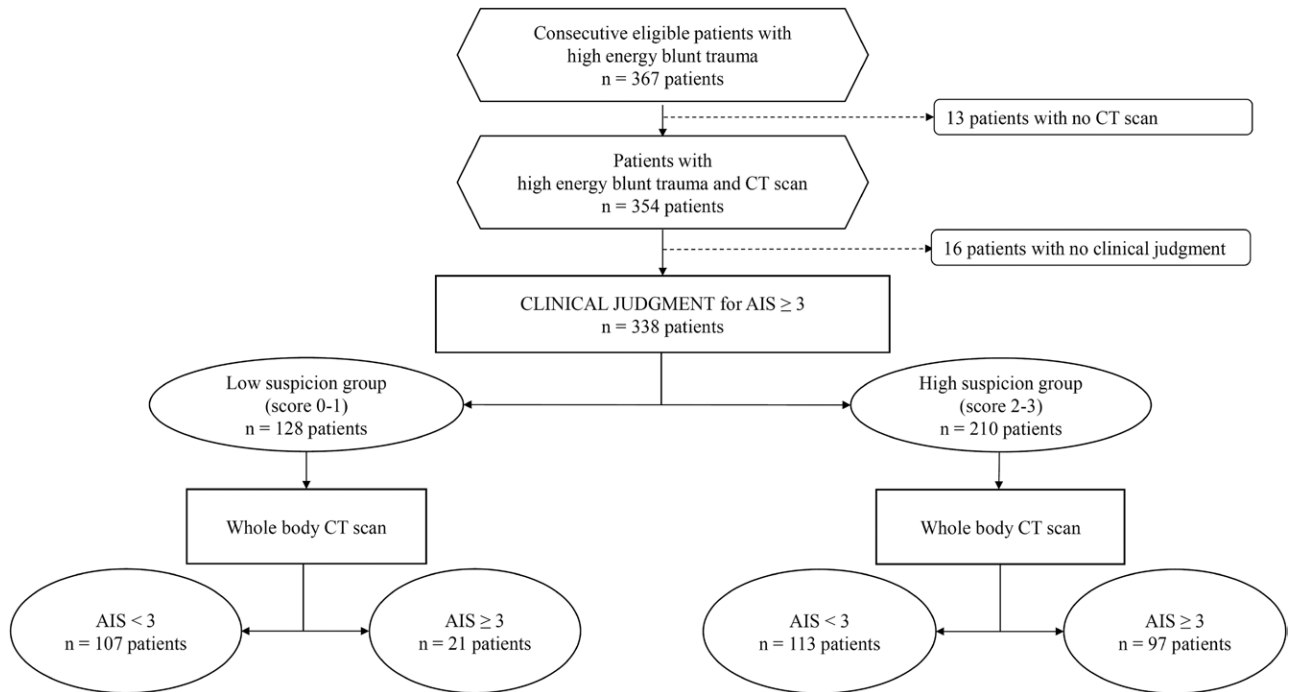 Consecutive eligible patients with
high energy blunt trauma
n = 367 patients
13 patients with no CT scan
Patients with
high energy blunt trauma and CT scan
n = 354 patients
16 patients with no clinical judgment
CLINICAL JUDGMENT for AIS ≥ 3
n = 338 patients
Low suspicion group
(score 0-1)
n = 128 patients
High suspicion group
(score 2-3)
n = 210 patients
Whole body CT scan
Whole body CT scan
AIS < 3
n = 107 patients
AIS ≥ 3
n = 21 patients
AIS < 3
n = 113 patients
AIS ≥ 3
n = 97 patients